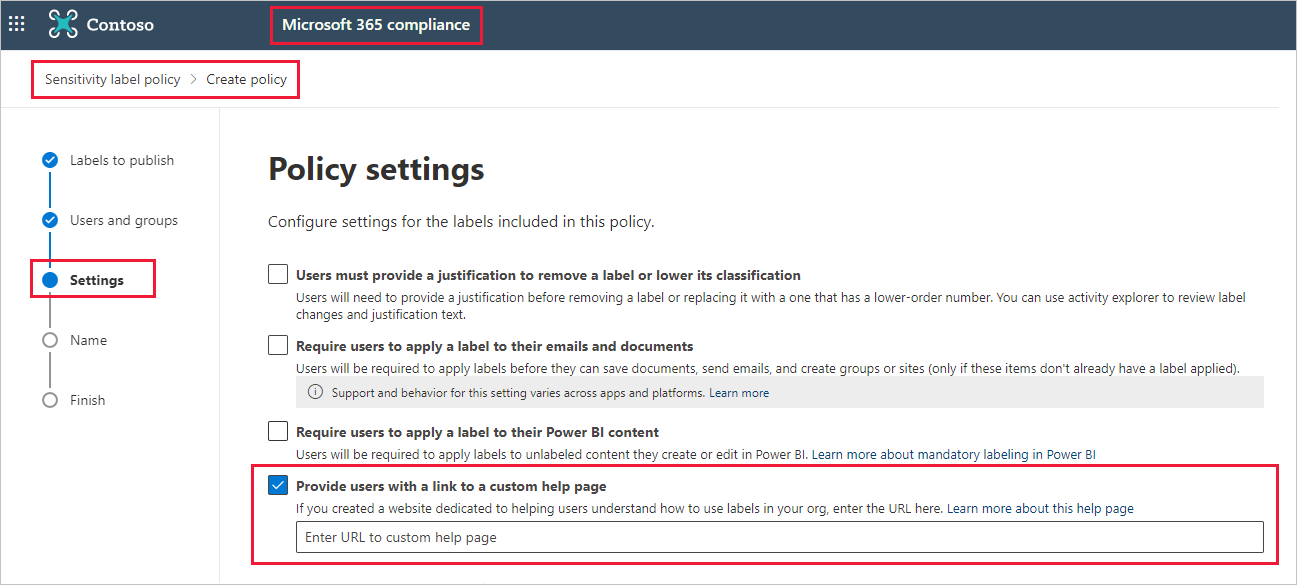 Contoso
Microsoft 365 compliance
Sensitivity label policy > Create policy
Labels to publish
Users and groups
Settings
Name
Finish
Policy settings
Configure settings for the labels included in this policy.
Users must provide a justification to remove a label or lower its classification
Users will need to provide a justification before removing a label or replacing it with a one that has a lower-order number. You can use activity explorer to review label
changes and justification text.
Require users to apply a label to their emails and documents
Users will be required to apply labels before they can save documents, send emails, and create groups or sites (only if these items don't already have a label applied).
Support and behavior for this setting varies across apps and platforms. Learn more
Require users to apply a label to their Power BI content
Users will be required to apply labels to unlabeled content they create or edit in Power BI. Learn more about mandatory labeling in Power BI
Provide users with a link to a custom help page
If you created a website dedicated to helping users understand how to use labels in your org, enter the URL here. Learn more about this help page
Enter URL to custom help page